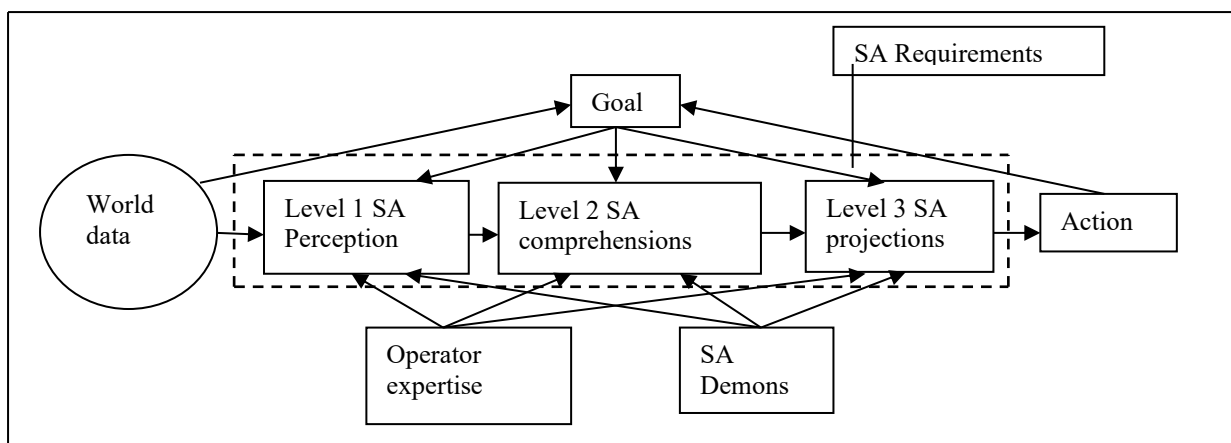 SA Requirements
Goal
World
data
Level 1 SA
Perception
Level 2 SA
comprehensions
Level 3 SA
projections
Action
Operator
expertise
SA
Demons